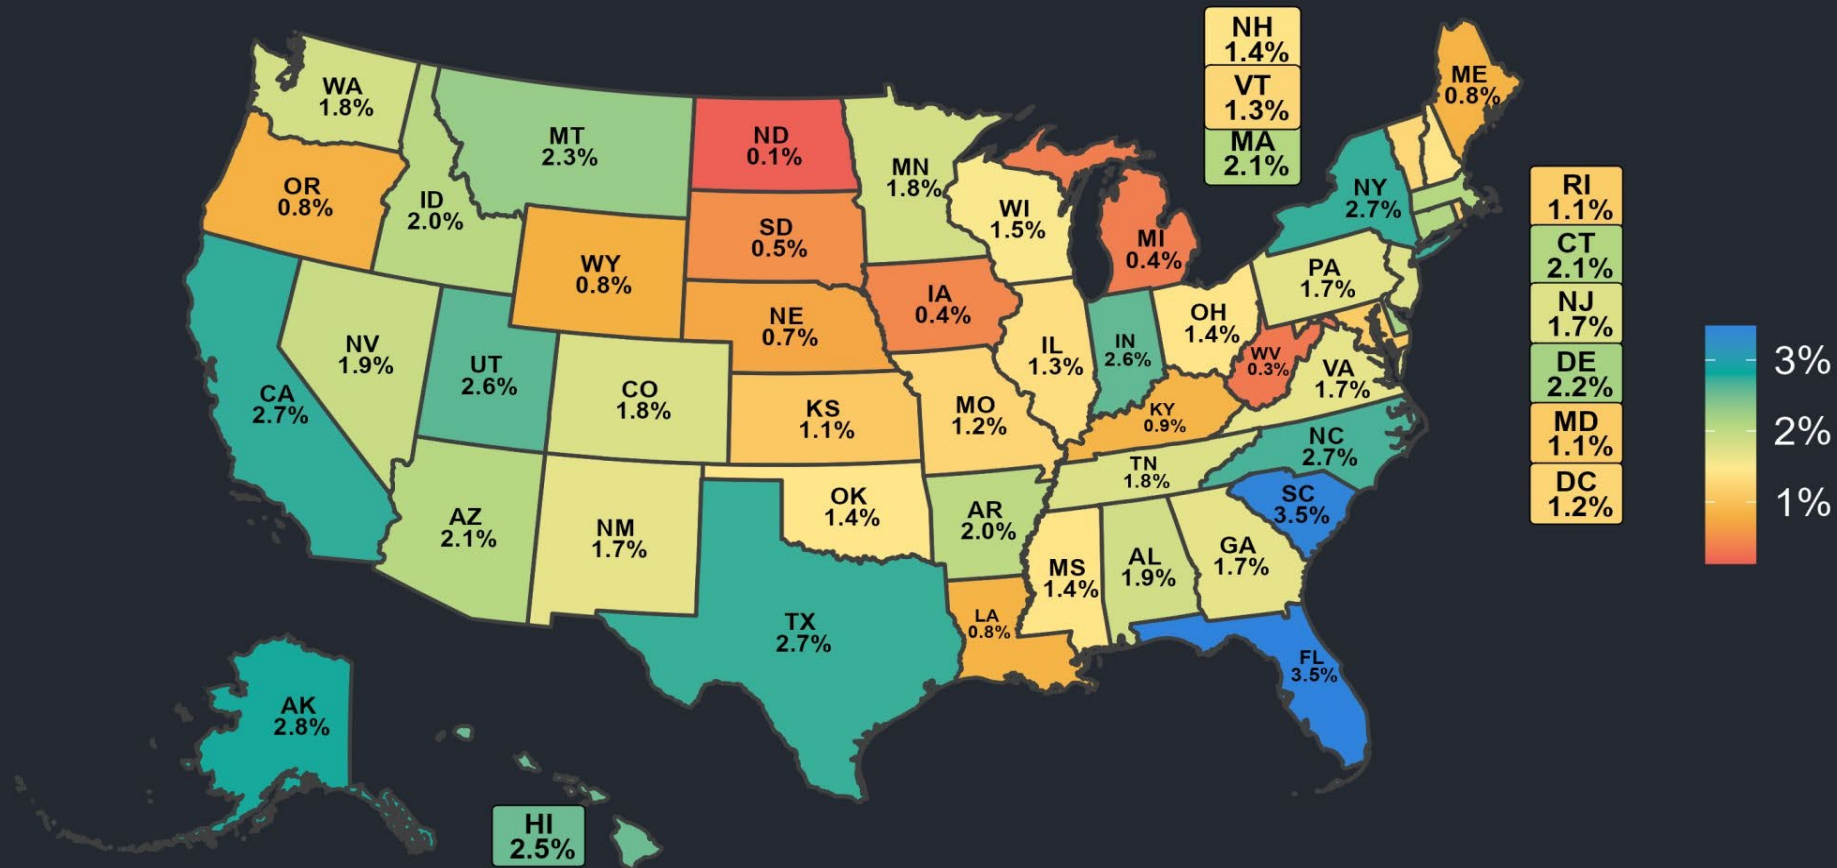 NH
1.4%
VT
1.3%
MA
2.1%
ME
0.8%
WA
1.8%
MT
2.3%
ND
0.1%
MN
1.8%
OR
0.8%
ID
2.0%
SD
0.5%
WI
1.5%
MI
0.4%
NY
2.7%
RI
1.1%
CT
2.1%
NJ
1.7%
DE
2.2%
MD
1.1%
DC
1.2%
WY
0.8%
NE
0.7%
IA
0.4%
PA
1.7%
NV
1.9%
UT
2.6%
CO
1.8%
KS
1.1%
MO
1.2%
IL
1.3%
IN
2.6%
OH
1.4%
WV
0.3%
VA
1.7%
KY
0.9%
CA
2.7%
AZ
2.1%
NM
1.7%
OK
1.4%
AR
2.0%
TN
1.8%
NC
2.7%
SC
3.5%
MS
1.4%
AL
1.9%
GA
1.7%
TX
2.7%
LA
0.8%
FL
3.5%
AK
2.8%
HI
2.5%
3%
2%
1%